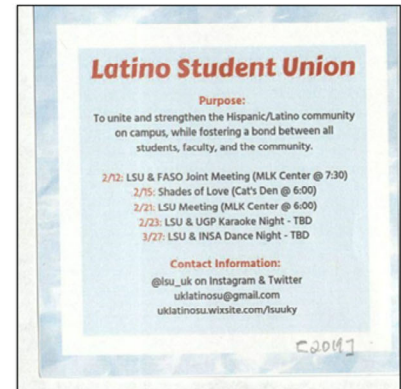 Latino Student Union
Purpose:
To unite and strengthen the Hispanic/Latino community
on campus, while fostering a bond between all
students, faculty, and the community.
2/12: LSU & FASO Joint Meeting (MLK Center @ 7:30)
2/15: Shades of Love (Cat's Den @ 6:00)
2/21: LSU Meeting (MLK Center @ 6:00)
2/23: LSU & UGP Karaoke Night - TBD
3/27: LSU & INSA Dance Night - TBD
Contact Information:
@lsu_uk on Instagram & Twitter
uklatinosu@gmail.com
uklatinosu.wixsite.com/lsuuky
[2019]